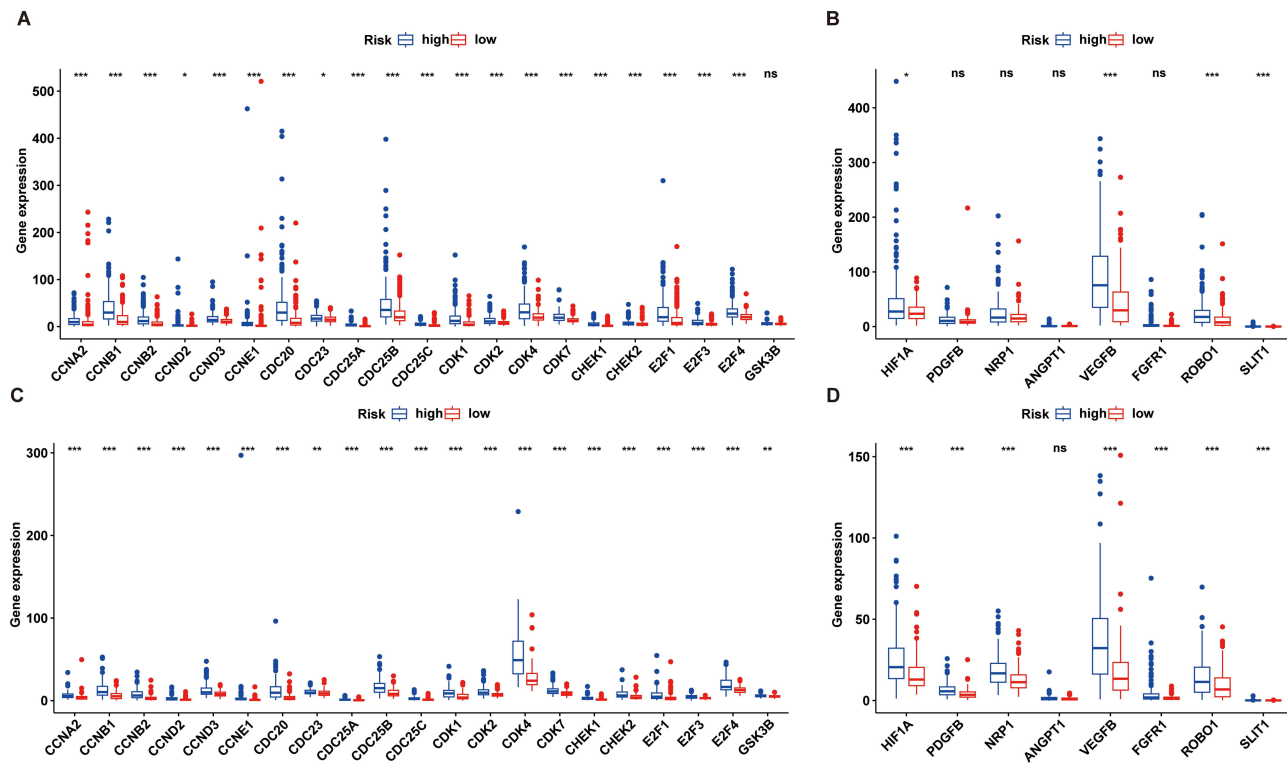 A
Risk high low
*** *** *** * *** *** *** * *** *** *** *** *** *** *** *** *** *** *** *** ns
Gene expression
500
400
300
200
100
0
CCNA2 CCNB1 CCNB2 CCND2 CCND3 CCNE1 CDC20 CDC23 CDC25A CDC25B CDC25C CDK1 CDK2 CDK4 CDK7 CHEK1 CHEK2 E2F1 E2F3 E2F4 GSK3B
B
Risk high low
* ns ns ns *** ns *** ***
Gene expression
400
300
200
100
0
HIF1A PDGFB NRP1 ANGPT1 VEGFB FGFR1 ROBO1 SLIT1
C
Risk high low
*** *** *** *** *** *** *** ** *** *** *** *** *** *** *** *** *** *** *** *** **
Gene expression
300
200
100
0
CCNA2 CCNB1 CCNB2 CCND2 CCND3 CCNE1 CDC20 CDC23 CDC25A CDC25B CDC25C CDK1 CDK2 CDK4 CDK7 CHEK1 CHEK2 E2F1 E2F3 E2F4 GSK3B
D
Risk high low
*** *** *** ns *** *** *** ***
Gene expression
150
100
50
0
HIF1A PDGFB NRP1 ANGPT1 VEGFB FGFR1 ROBO1 SLIT1